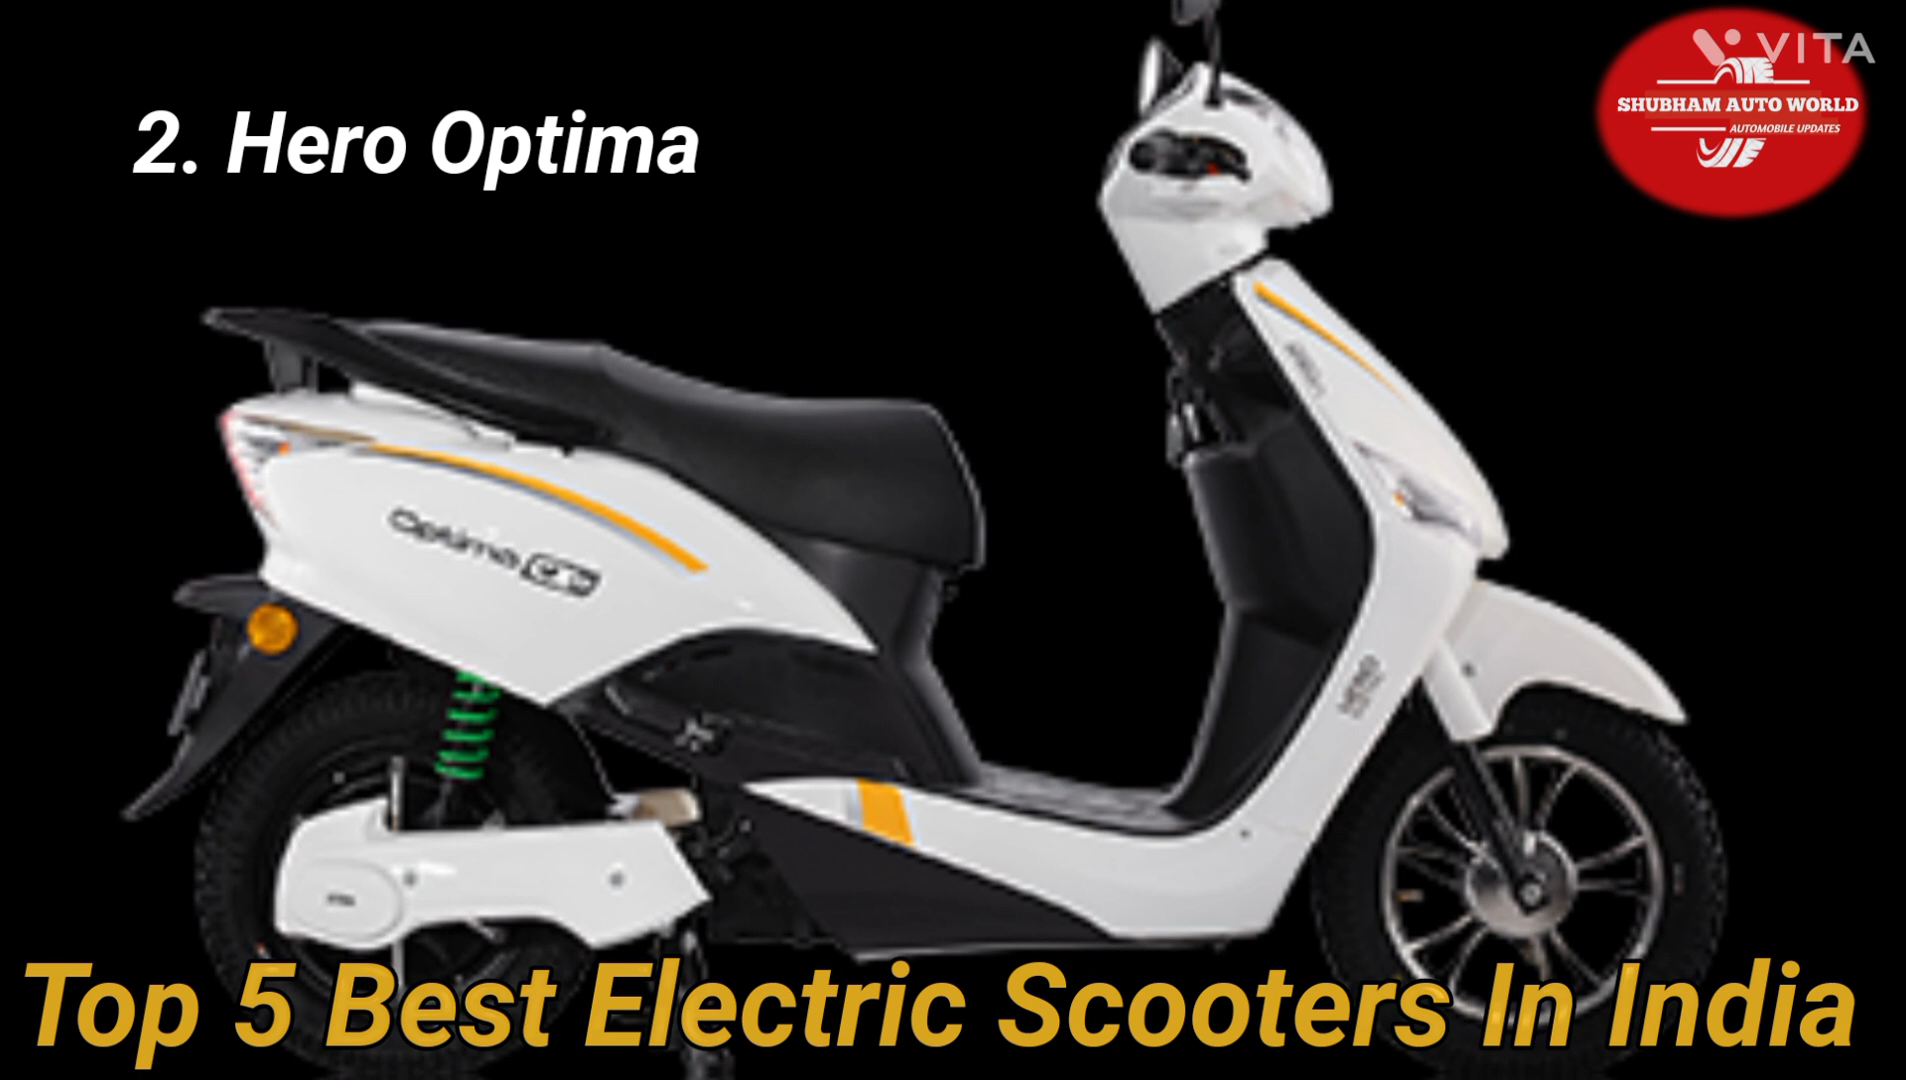 VITA
2. Hero Optima
SHUBHAM AUTO WORLD
AUTOMOBILE UPDATES
Optima
Top 5 Best Electric Scooters In India